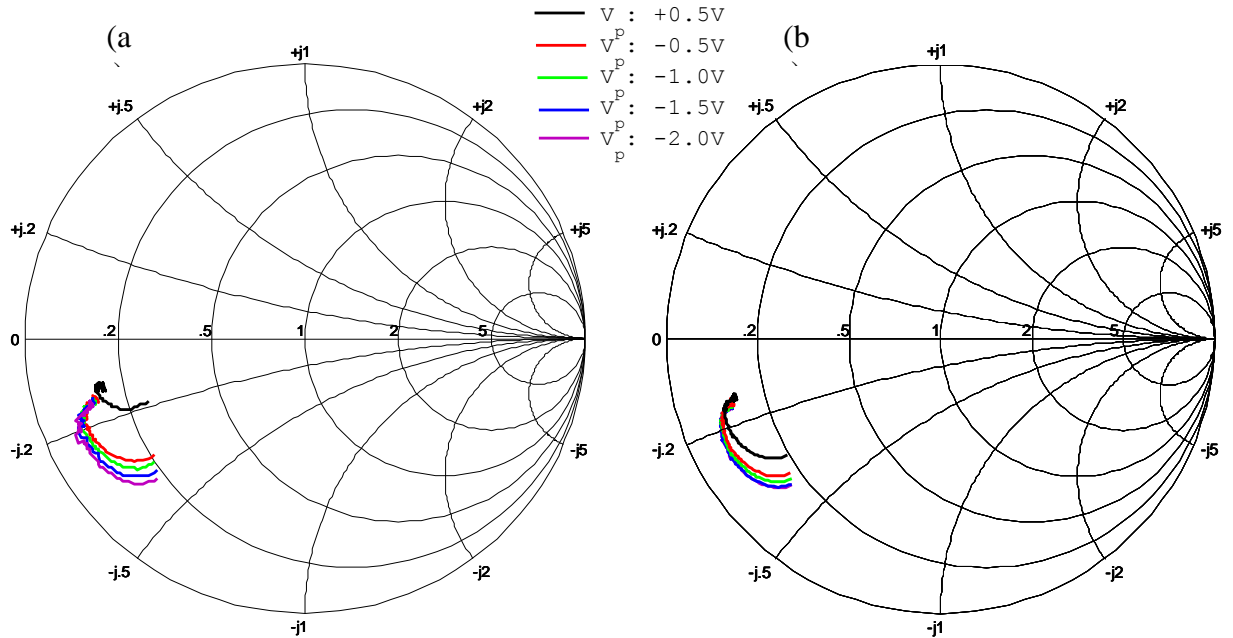 (a
`
V : +0.5V
p
V : -0.5V
p
V : -1.0V
p
V : -1.5V
p
V : -2.0V
p
(b
`
+j1
+j.5
+j2
+j.2
+j5
0
.2
.5
1
2
5
-j.2
-j5
-j.5
-j2
-j1
+j1
+j.5
+j2
+j.2
+j5
0
.2
.5
1
2
5
-j.2
-j5
-j.5
-j2
-j1